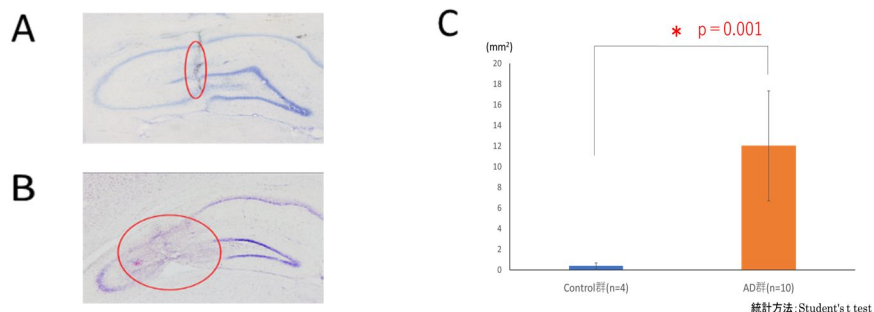 A
B
C
(mm²)
* p=0.001
20
18
16
14
12
10
8
6
4
2
0
Control群(n=4)
AD群(n=10)
統計方法:Student's t test